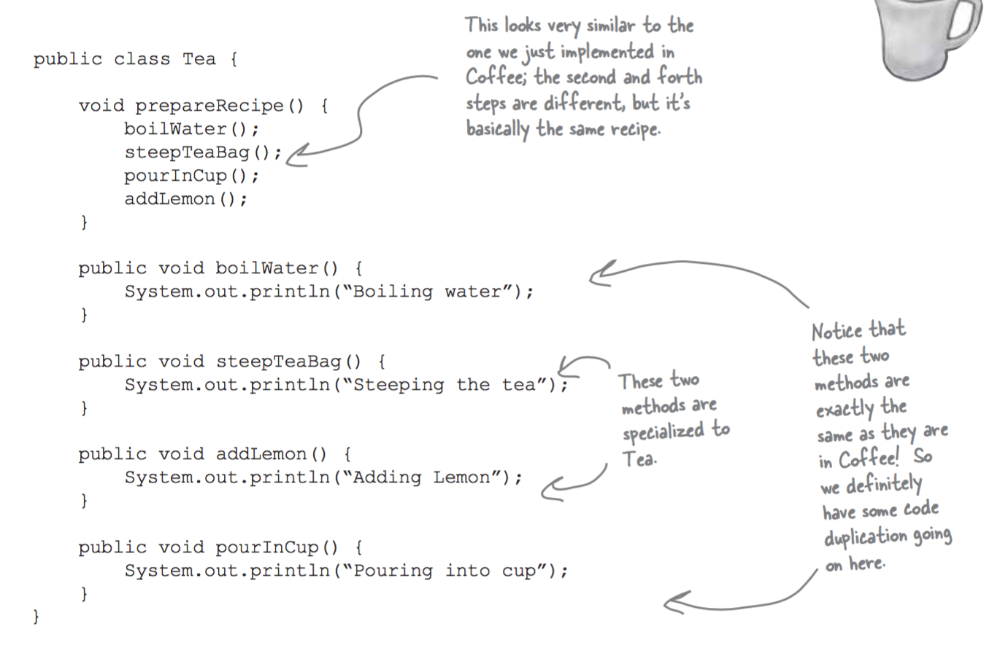 This looks very similar to the
one we just implemented in
Coffee; the second and forth
steps are different, but it's
basically the same recipe.
public class Tea {
void prepareRecipe() {
boilWater();
steepTeaBag();
pourInCup();
addLemon();
}
public void boilWater() {
System.out.println(“Boiling water”);
}
public void steepTeaBag() {
System.out.println(“Steeping the tea”);
}
public void addLemon() {
System.out.println(“Adding Lemon”);
}
public void pourInCup() {
System.out.println(“Pouring into cup”);
}
}
These two
methods are
specialized to
Tea.
Notice that
these two
methods are
exactly the
same as they are
in Coffee! So
we definitely
have some code
duplication going
on here.